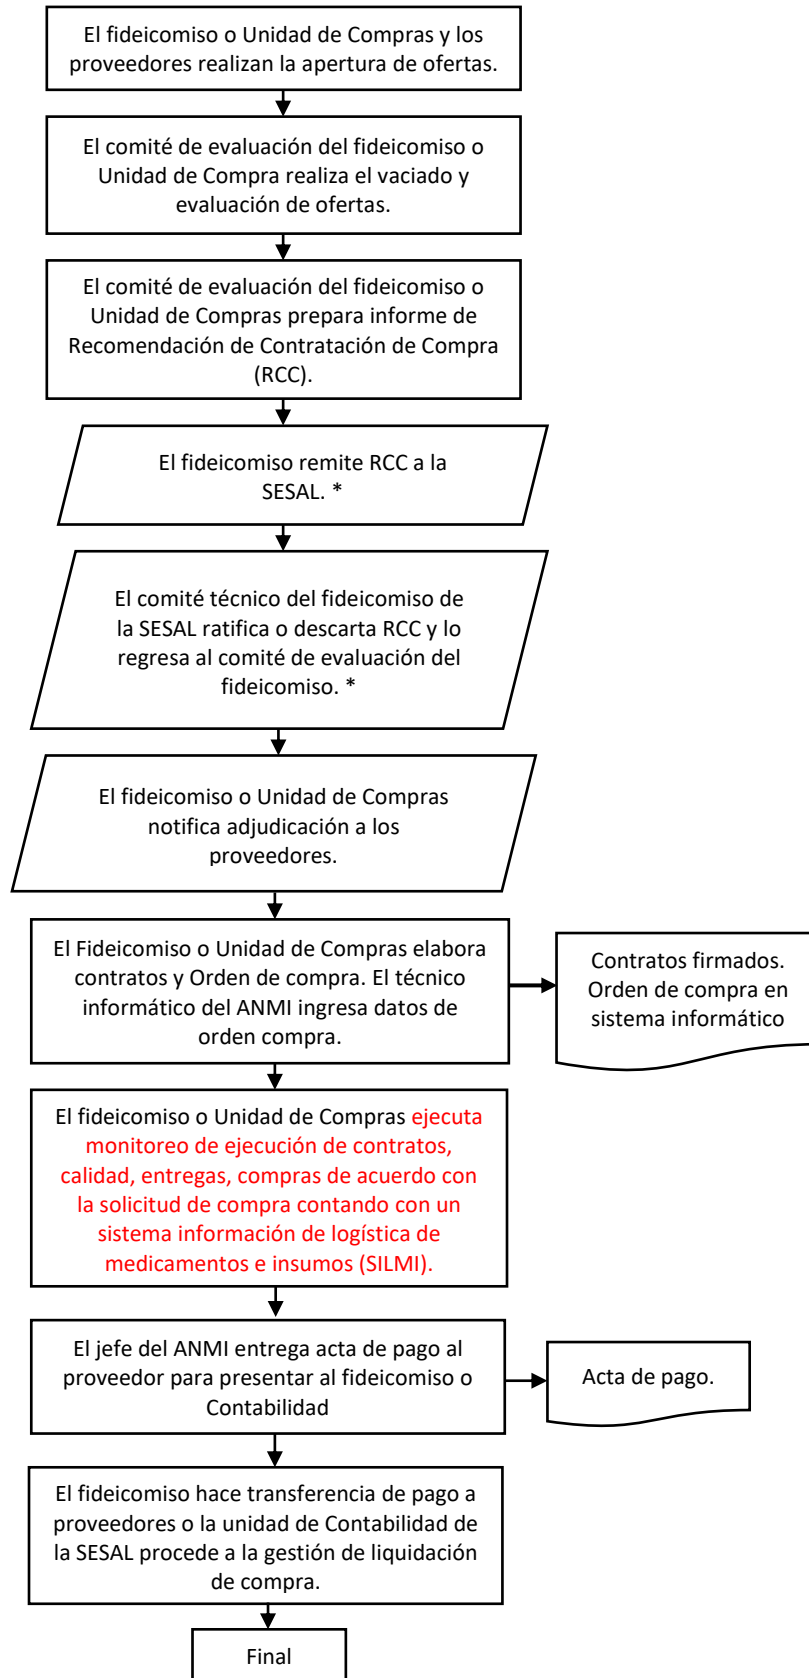 El fideicomiso o Unidad de Compras y los
proveedores realizan la apertura de ofertas.
El comité de evaluación del fideicomiso o
Unidad de Compra realiza el vaciado y
evaluación de ofertas.
El comité de evaluación del fideicomiso o
Unidad de Compras prepara informe de
Recomendación de Contratación de Compra
(RCC).
El fideicomiso remite RCC a la
SESAL. *
El comité técnico del fideicomiso de
la SESAL ratifica o descarta RCC y lo
regresa al comité de evaluación del
fideicomiso. *
El fideicomiso o Unidad de Compras
notifica adjudicación a los
proveedores.
El Fideicomiso o Unidad de Compras elabora
contratos y Orden de compra. El técnico
informático del ANMI ingresa datos de
orden compra.
Contratos firmados.
Orden de compra en
sistema informático
El fideicomiso o Unidad de Compras ejecuta
monitoreo de ejecución de contratos,
calidad, entregas, compras de acuerdo con
la solicitud de compra contando con un
sistema información de logística de
medicamentos e insumos (SILMI).
El jefe del ANMI entrega acta de pago al
proveedor para presentar al fideicomiso o
Contabilidad
Acta de pago.
El fideicomiso hace transferencia de pago a
proveedores o la unidad de Contabilidad de
la SESAL procede a la gestión de liquidación
de compra.
Final